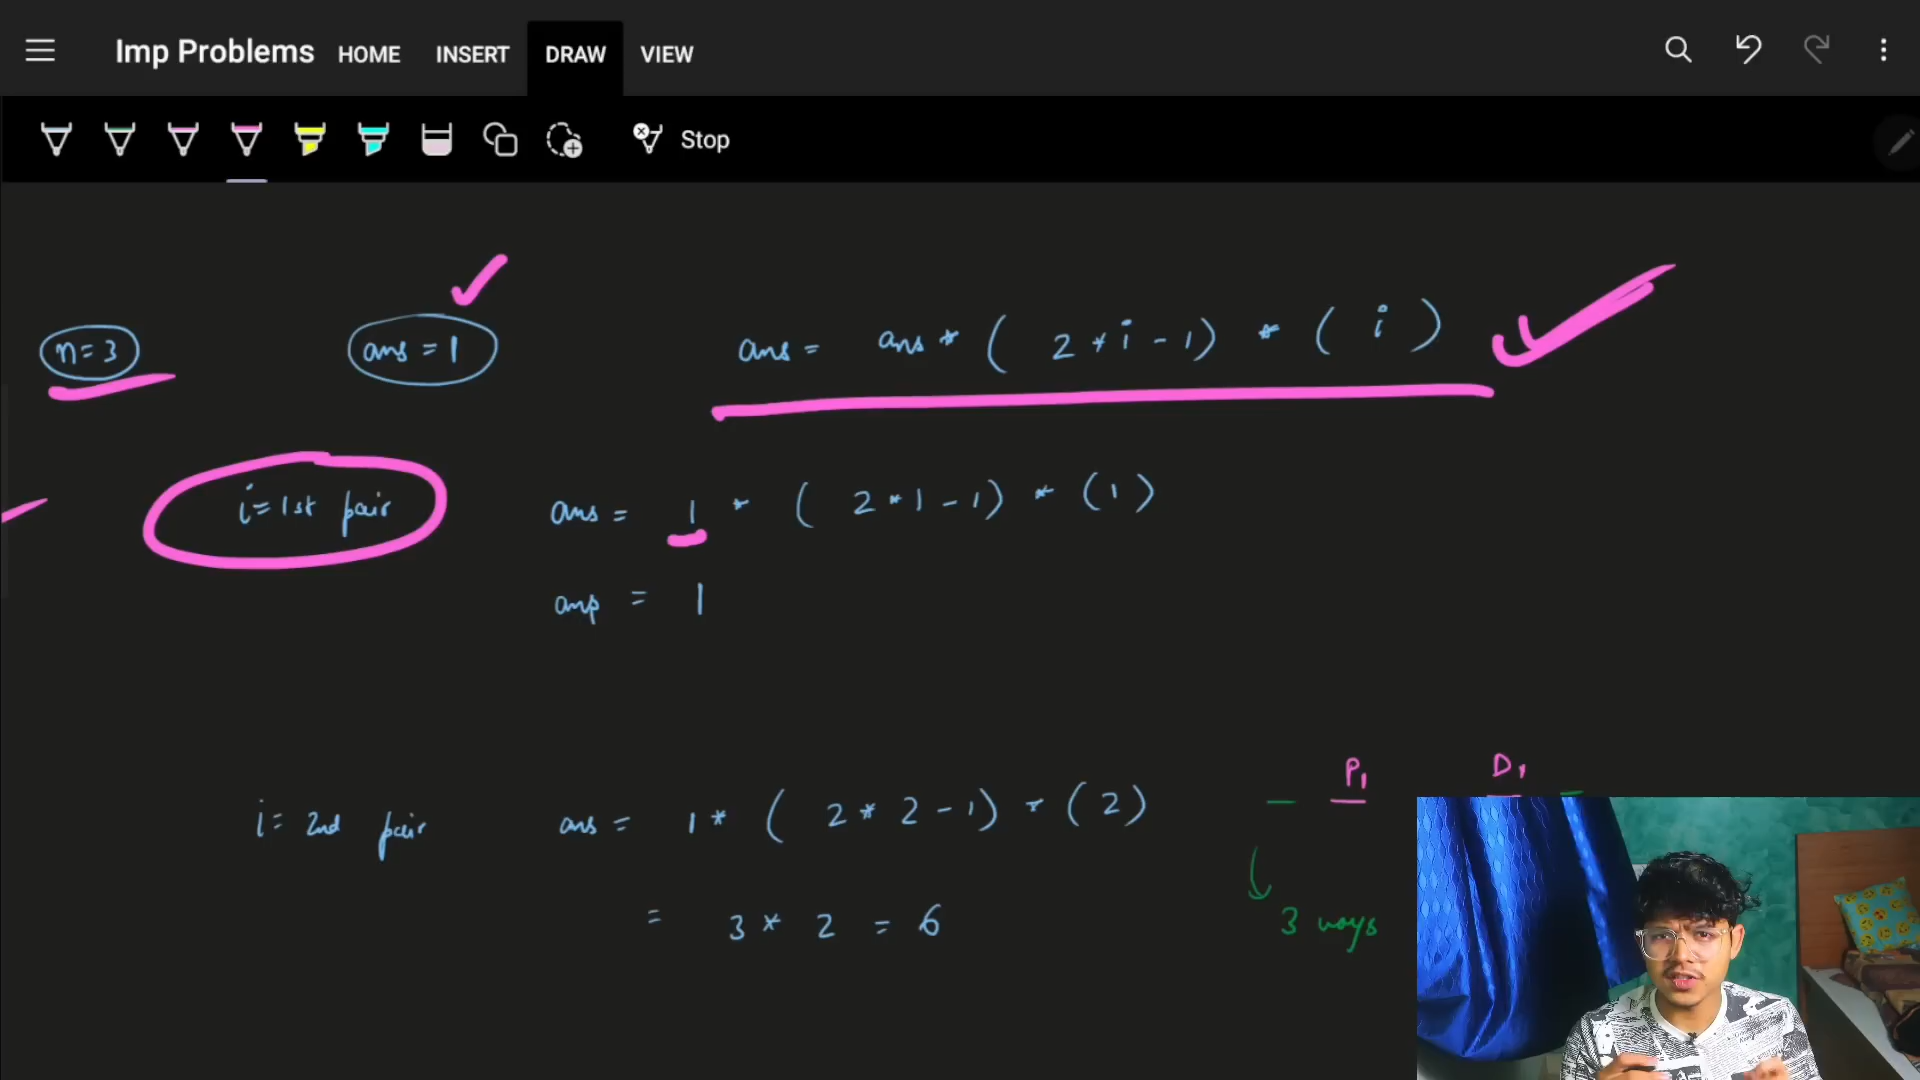 Imp Problems HOME INSERT DRAW VIEW
Stop
n=3 ans = 1 ans = ans * ( 2 * i - 1) * ( i )
i = 1st pair ans = 1 * ( 2 * 1 - 1) * (1)
ans = 1
P1 D1
i = 2nd pair ans = 1 * ( 2 * 2 - 1) * (2)
= 3 * 2 = 6 3 ways